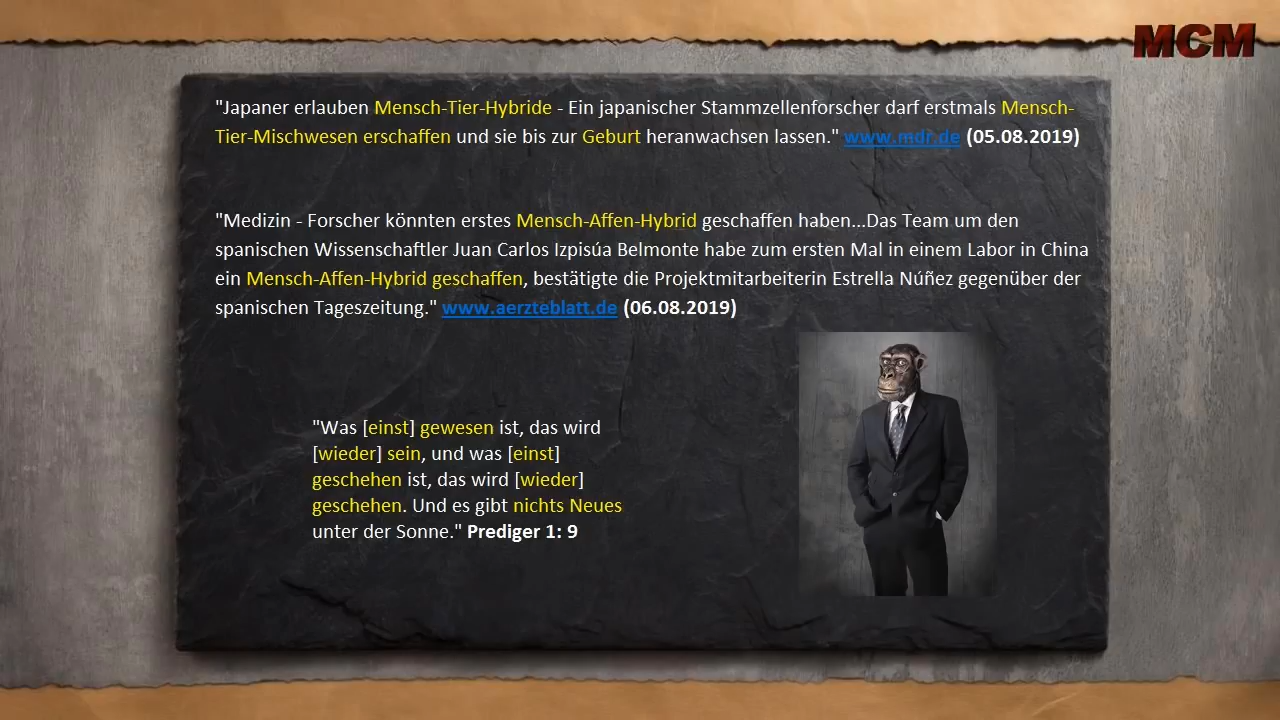 MCM
"Japaner erlauben Mensch-Tier-Hybride - Ein japanischer Stammzellenforscher darf erstmals Mensch-
Tier-Mischwesen erschaffen und sie bis zur Geburt heranwachsen lassen." www.mdr.de (05.08.2019)
"Medizin - Forscher könnten erstes Mensch-Affen-Hybrid geschaffen haben...Das Team um den
spanischen Wissenschaftler Juan Carlos Izpisúa Belmonte habe zum ersten Mal in einem Labor in China
ein Mensch-Affen-Hybrid geschaffen, bestätigte die Projektmitarbeiterin Estrella Núñez gegenüber der
spanischen Tageszeitung." www.aerzteblatt.de (06.08.2019)
"Was [einst] gewesen ist, das wird
[wieder] sein, und was [einst]
geschehen ist, das wird [wieder]
geschehen. Und es gibt nichts Neues
unter der Sonne." Prediger 1: 9